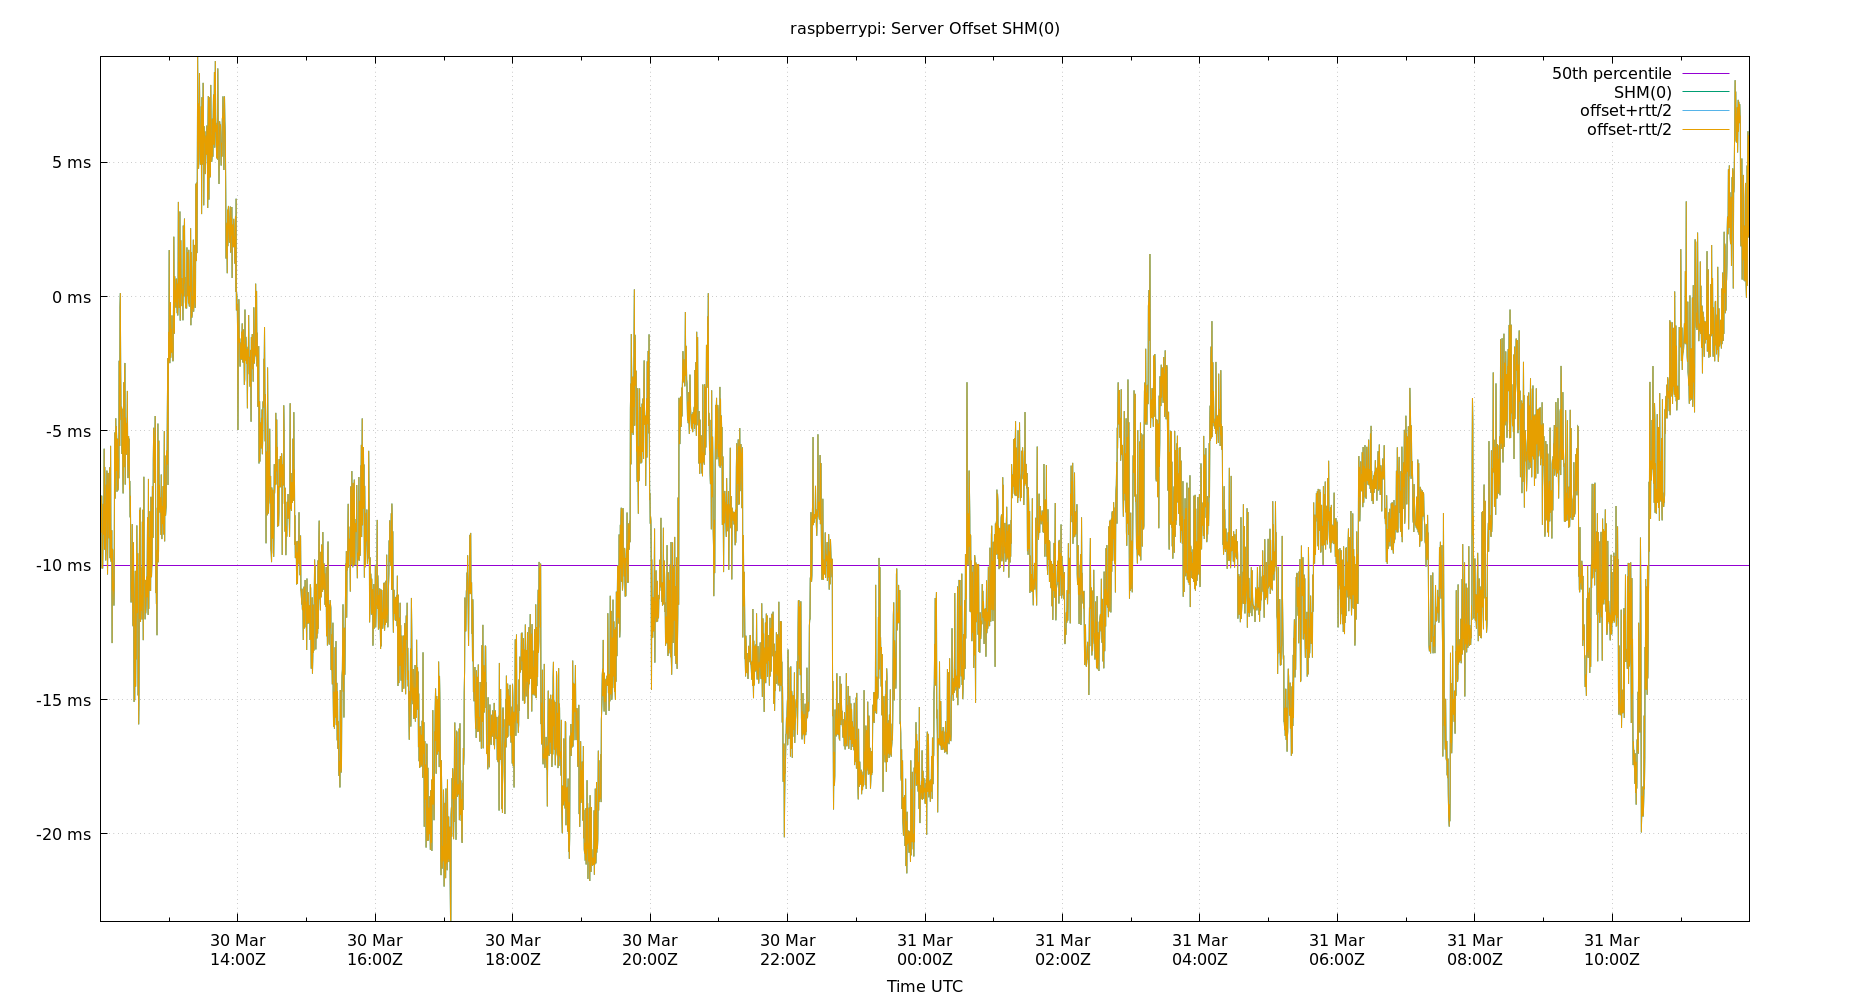 raspberrypi: Server Offset SHM(0)
50th percentile
SHM(0)
offset+rtt/2
offset-rtt/2
5 ms
0 ms
-5 ms
-10 ms
-15 ms
-20 ms
30 Mar 30 Mar 30 Mar 30 Mar 30 Mar 31 Mar 31 Mar 31 Mar 31 Mar 31 Mar 31 Mar
14:00Z 16:00Z 18:00Z 20:00Z 22:00Z 00:00Z 02:00Z 04:00Z 06:00Z 08:00Z 10:00Z
Time UTC